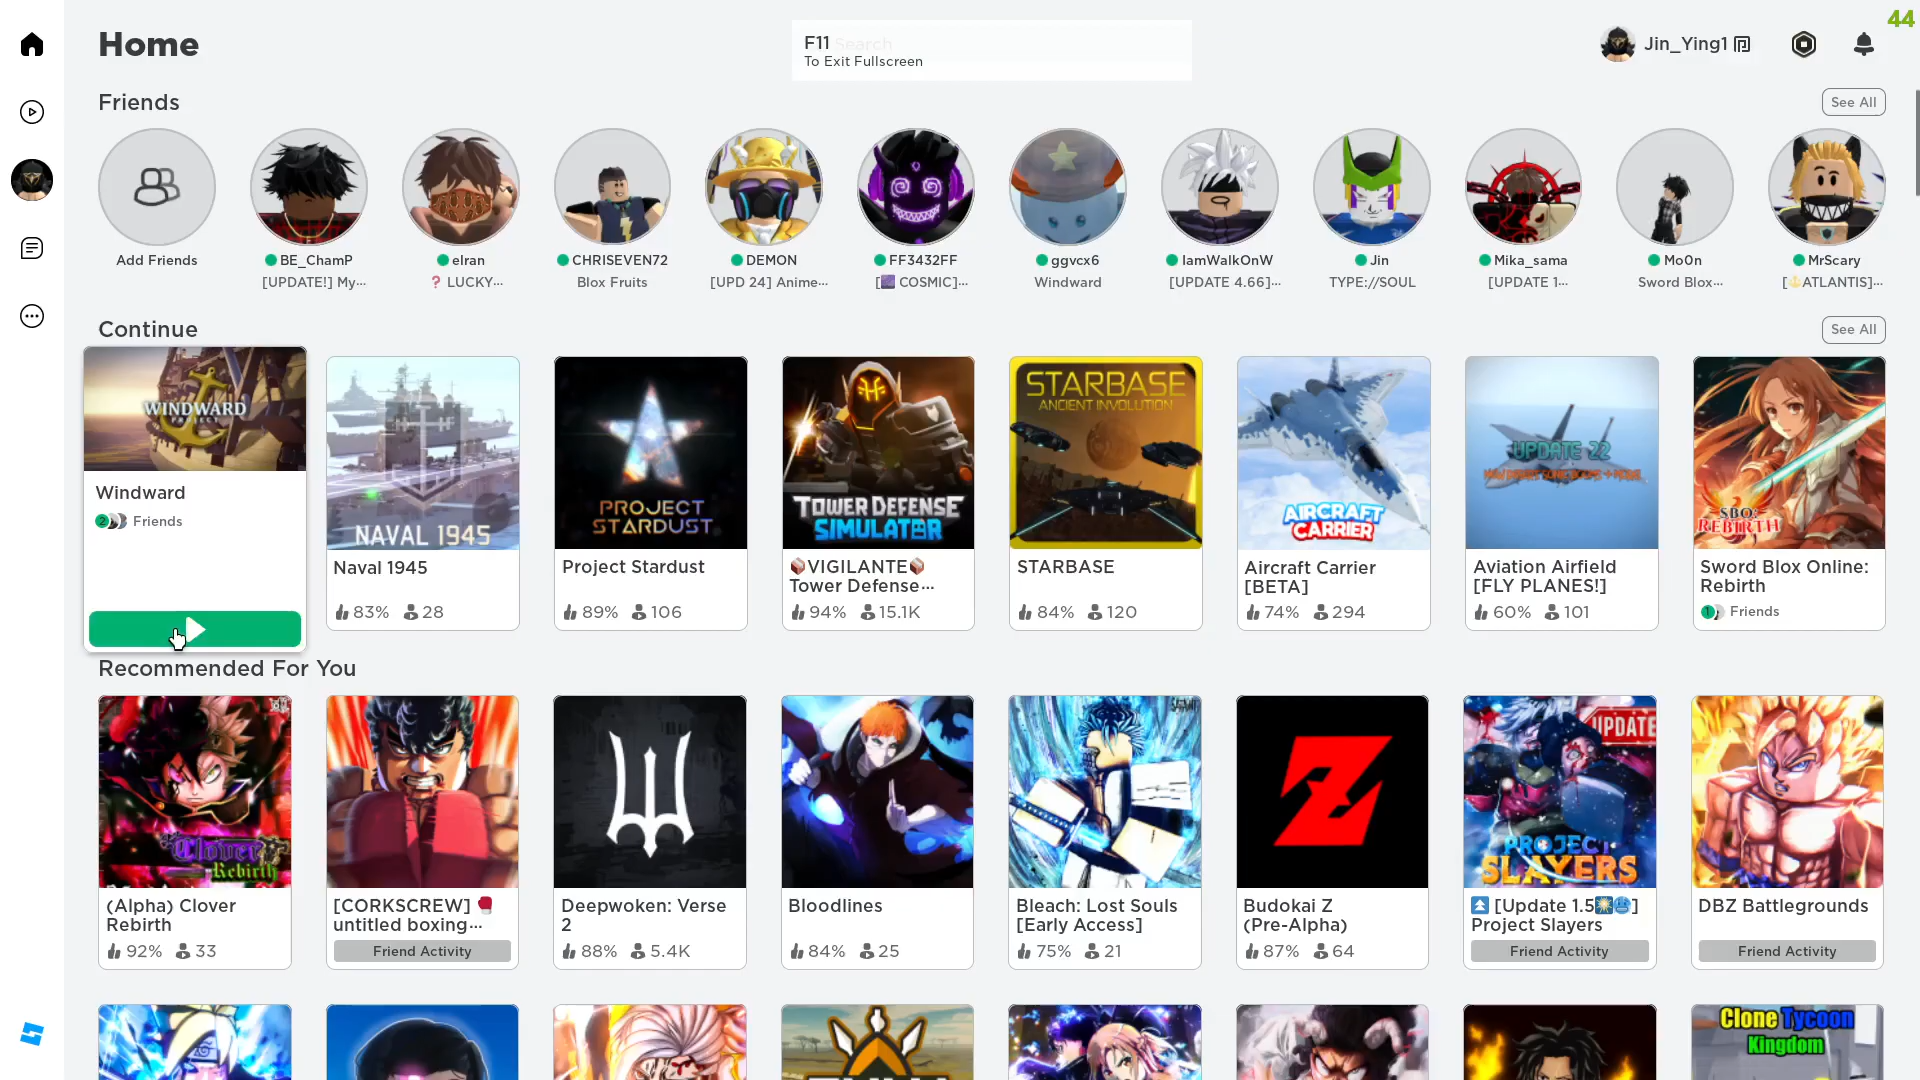 44
Home
F11
Search
To Exit Fullscreen
Jin_Ying1
Friends
See All
Add Friends
BE_ChamP
[UPDATE!] My...
elran
❓ LUCKY...
CHRISEVEN72
Blox Fruits
DEMON
[UPD 24] Anime...
FF3432FF
[🌌 COSMIC]...
ggvcx6
Windward
IamWalkOnW
[UPDATE 4.66]...
Jin
TYPE://SOUL
Mika_sama
[UPDATE 1...
Mo0n
Sword Blox...
MrScary
[🔱ATLANTIS]...
Continue
See All
WINDWARD
PROJECT
Windward
2
Friends
NAVAL 1945
Naval 1945
83% 28
PROJECT
STARDUST
Project Stardust
89% 106
TOWER DEFENSE
SIMULATOR
VIGILANTE
Tower Defense...
94% 15.1K
STARBASE
ANCIENT INVOLUTION
STARBASE
84% 120
AIRCRAFT
CARRIER
Aircraft Carrier
[BETA]
74% 294
UPDATE 22
Aviation Airfield
[FLY PLANES!]
60% 101
SBO:
REBIRTH
Sword Blox Online:
Rebirth
1
Friends
Recommended For You
Clover
Rebirth
(Alpha) Clover
Rebirth
92% 33
[CORKSCREW] 🥊
untitled boxing...
Friend Activity
Deepwoken: Verse
2
88% 5.4K
Bloodlines
84% 25
Bleach: Lost Souls
[Early Access]
75% 21
Z
Budokai Z
(Pre-Alpha)
87% 64
UPDATE
PROJECT
SLAYERS
[Update 1.5]
Project Slayers
Friend Activity
DBZ Battlegrounds
Friend Activity
Clone Tycoon
Kingdom